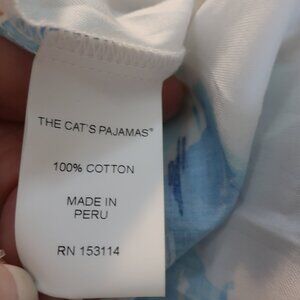 THE CAT'S PAJAMAS®
100% COTTON
MADE IN
PERU
RN 153114